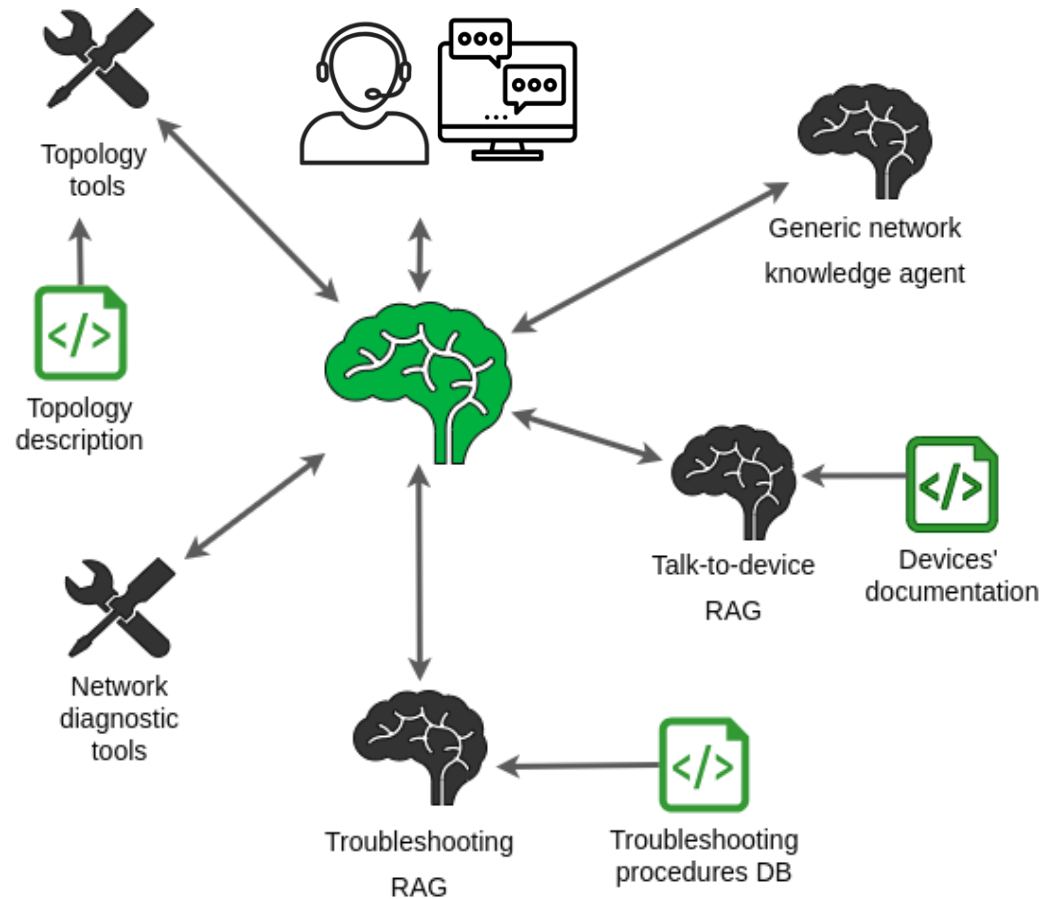 Topology
tools
Generic network
knowledge agent
</>
Topology
description
</>
Talk-to-device
RAG
Devices'
documentation
Network
diagnostic
tools
</>
Troubleshooting
RAG
Troubleshooting
procedures DB